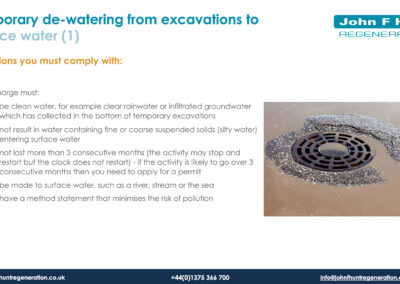 porary de-watering from excavations to
ce water (1)
John F H
REGENER
ions you must comply with:
arge must:
be clean water, for example clear rainwater or infiltrated groundwater
which has collected in the bottom of temporary excavations
not result in water containing fine or coarse suspended solids (silty water)
entering surface water
not last more than 3 consecutive months (the activity may stop and
restart but the clock does not restart) - if the activity is likely to go over 3
consecutive months then you need to apply for a permit
be made to surface water, such as a river, stream or the sea
have a method statement that minimises the risk of pollution
huntregeneration.co.uk
+44(0)1375 366 700
info@johnfhuntregeneration.co